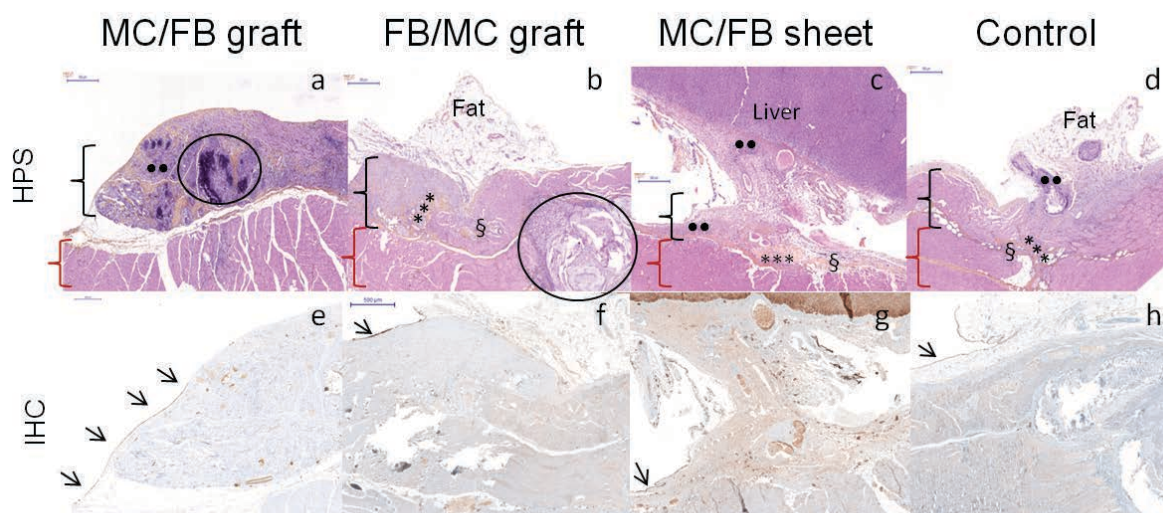 MC/FB graft FB/MC graft MC/FB sheet Control
HPS
a
b
Fat
c
Liver
d
Fat
***
§
***
§
***
§
IHC
e
500 µm
f
g
h